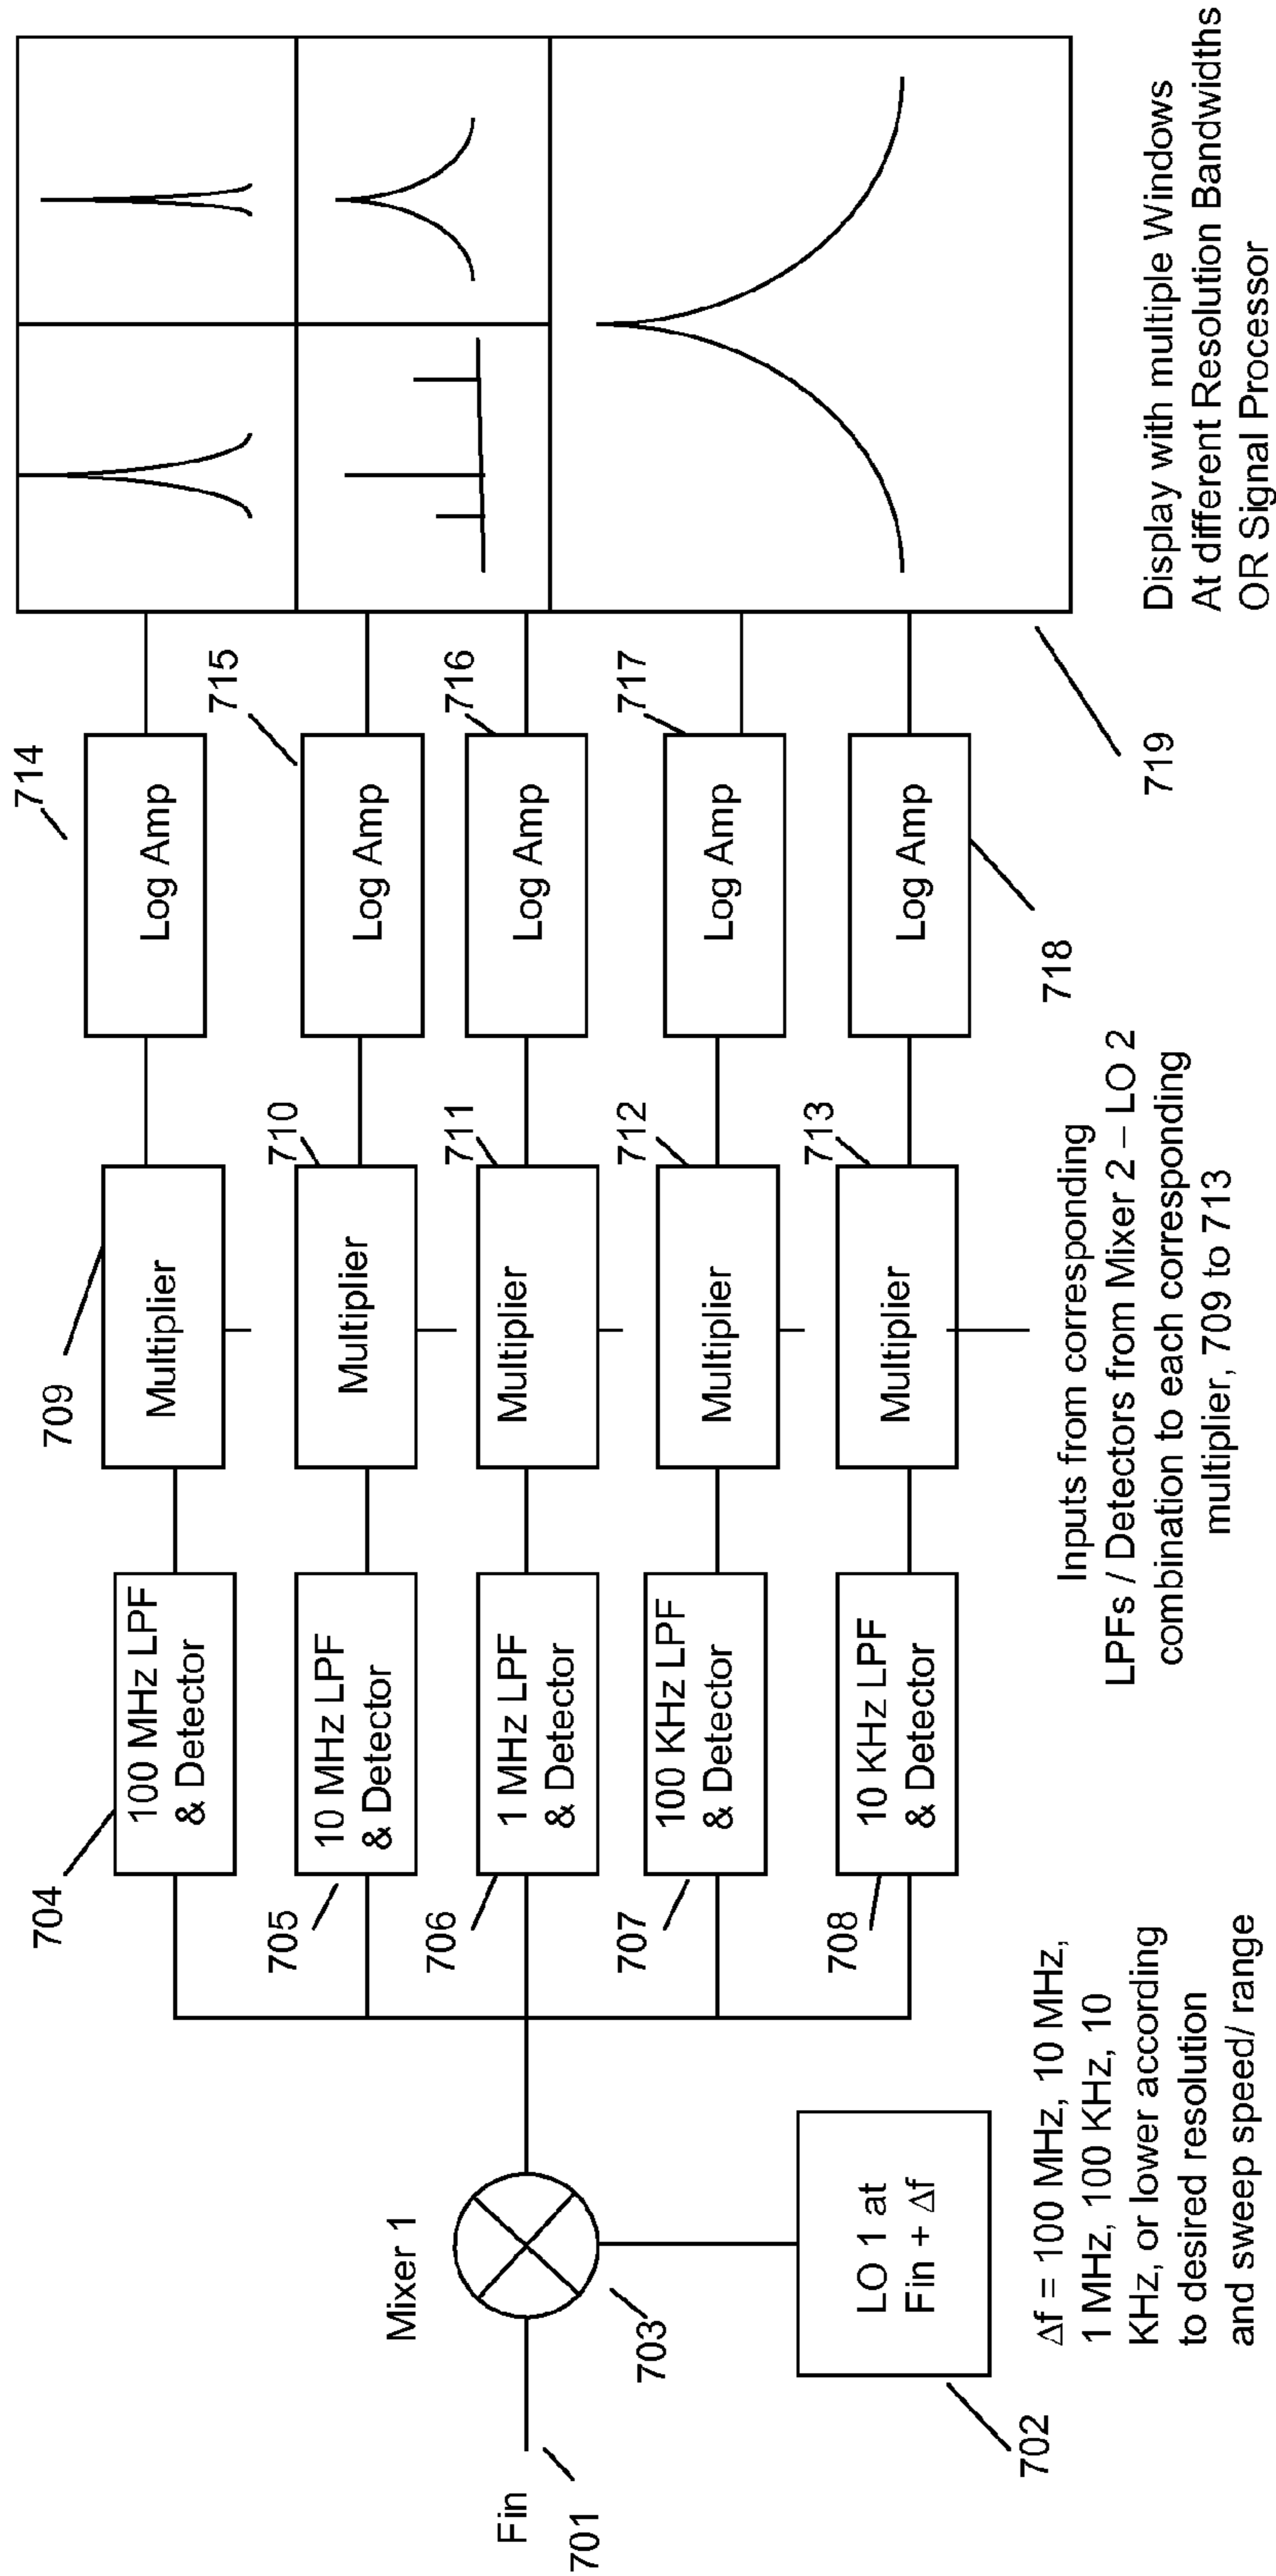 Fin
701
Mixer 1
703
LO 1 at
Fin + Δf
702
Δf = 100 MHz, 10 MHz,
1 MHz, 100 KHz, 10
KHz, or lower according
to desired resolution
and sweep speed/ range
704
100 MHz LPF
& Detector
705
10 MHz LPF
& Detector
706
1 MHz LPF
& Detector
707
100 KHz LPF
& Detector
708
10 KHz LPF
& Detector
709
Multiplier
710
Multiplier
711
Multiplier
712
Multiplier
713
Multiplier
Inputs from corresponding
LPFs / Detectors from Mixer 2 – LO 2
combination to each corresponding
multiplier, 709 to 713
714
Log Amp
715
Log Amp
716
Log Amp
717
Log Amp
718
Log Amp
719
Display with multiple Windows
At different Resolution Bandwidths
OR Signal Processor